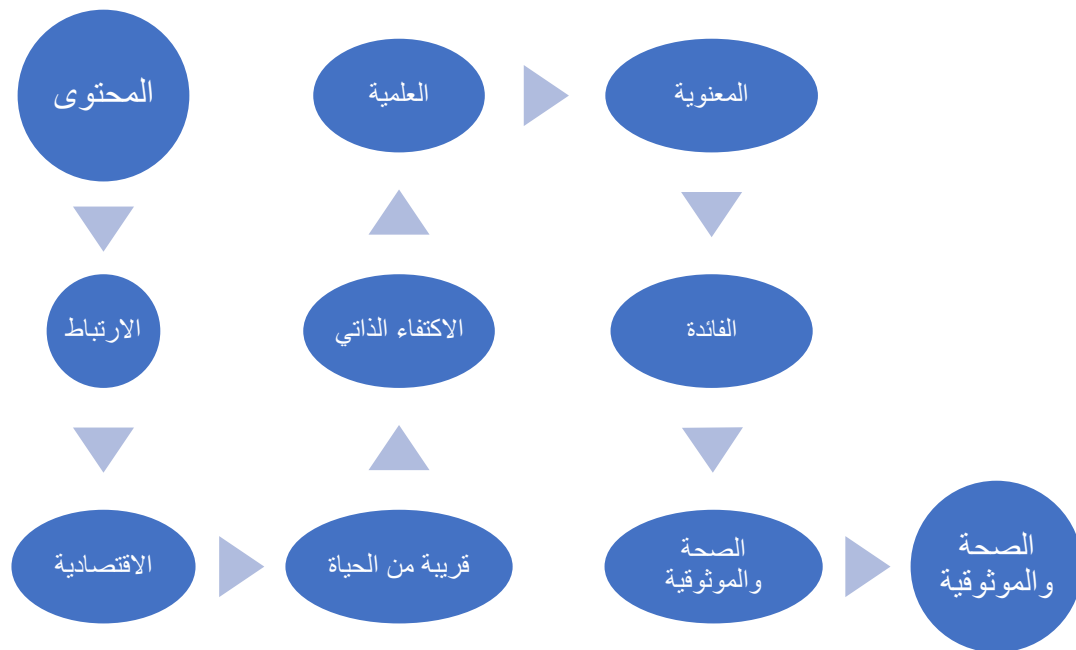 المحتوى
الارتباط
الاقتصادية
قريبة من الحياة
الاكتفاء الذاتي
العلمية
المعنوية
الفائدة
الصحة
والموثوقية
الصحة
والموثوقية